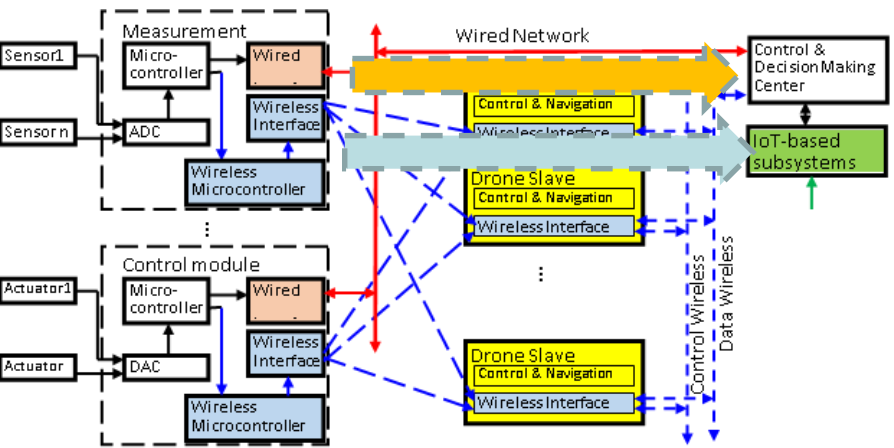 Measurement
Sensor1
Micro-
controller
Wired
Wireless
Interface
Sensor n
ADC
Wireless
Microcontroller
...
Control module
Actuator1
Micro-
controller
Wired
Wireless
Interface
Actuator
DAC
Wireless
Microcontroller
Wired Network
Control & Navigation
Wireless Interface
Drone Slave
Control & Navigation
Wireless Interface
...
Drone Slave
Control & Navigation
Wireless Interface
Control Wireless
Data Wireless
Control &
Decision Making
Center
IoT-based
subsystems